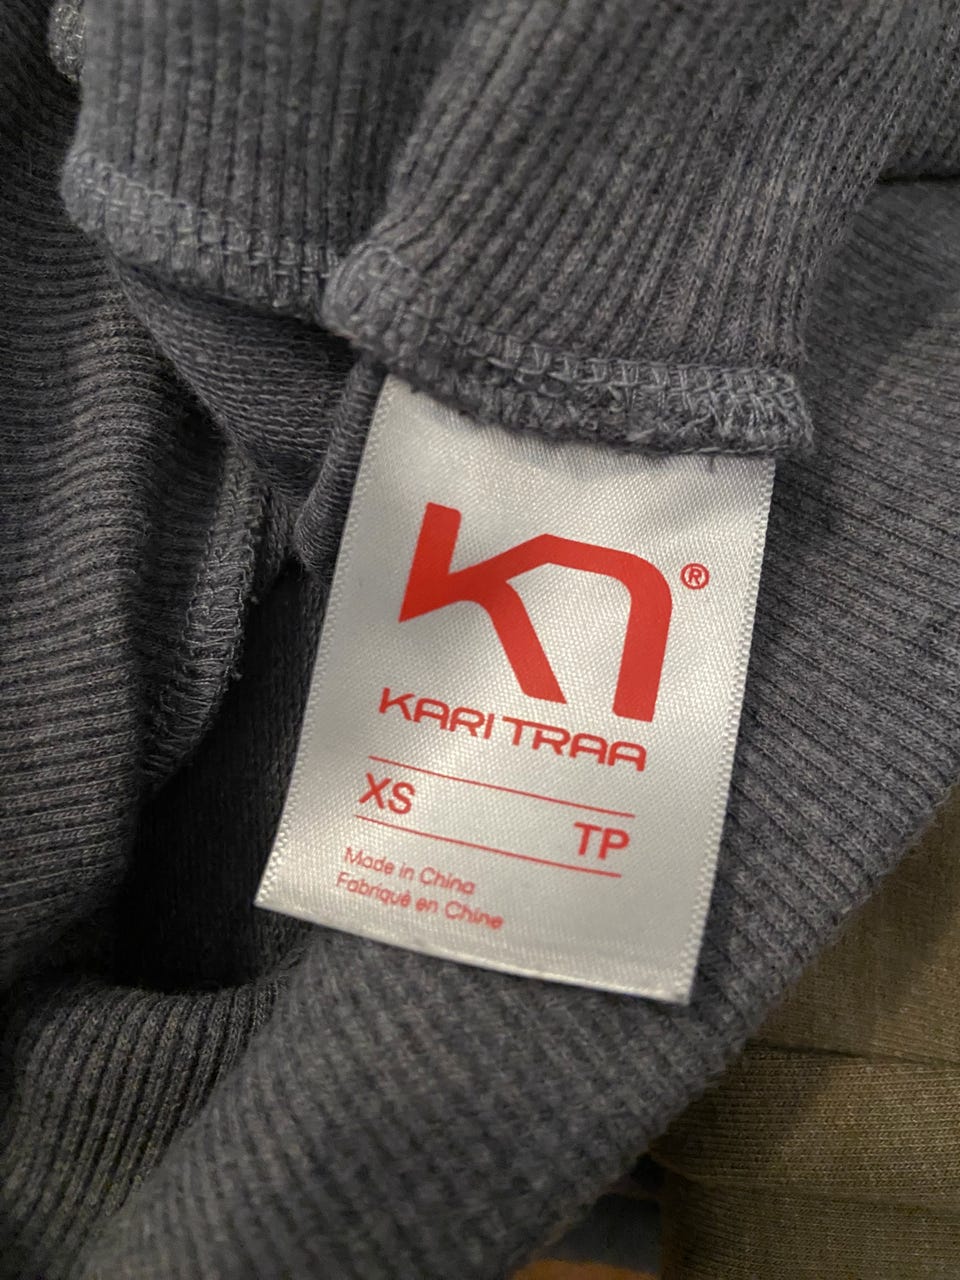 ®
KARI TRAA
XS TP
Made in China
Fabriqué en Chine